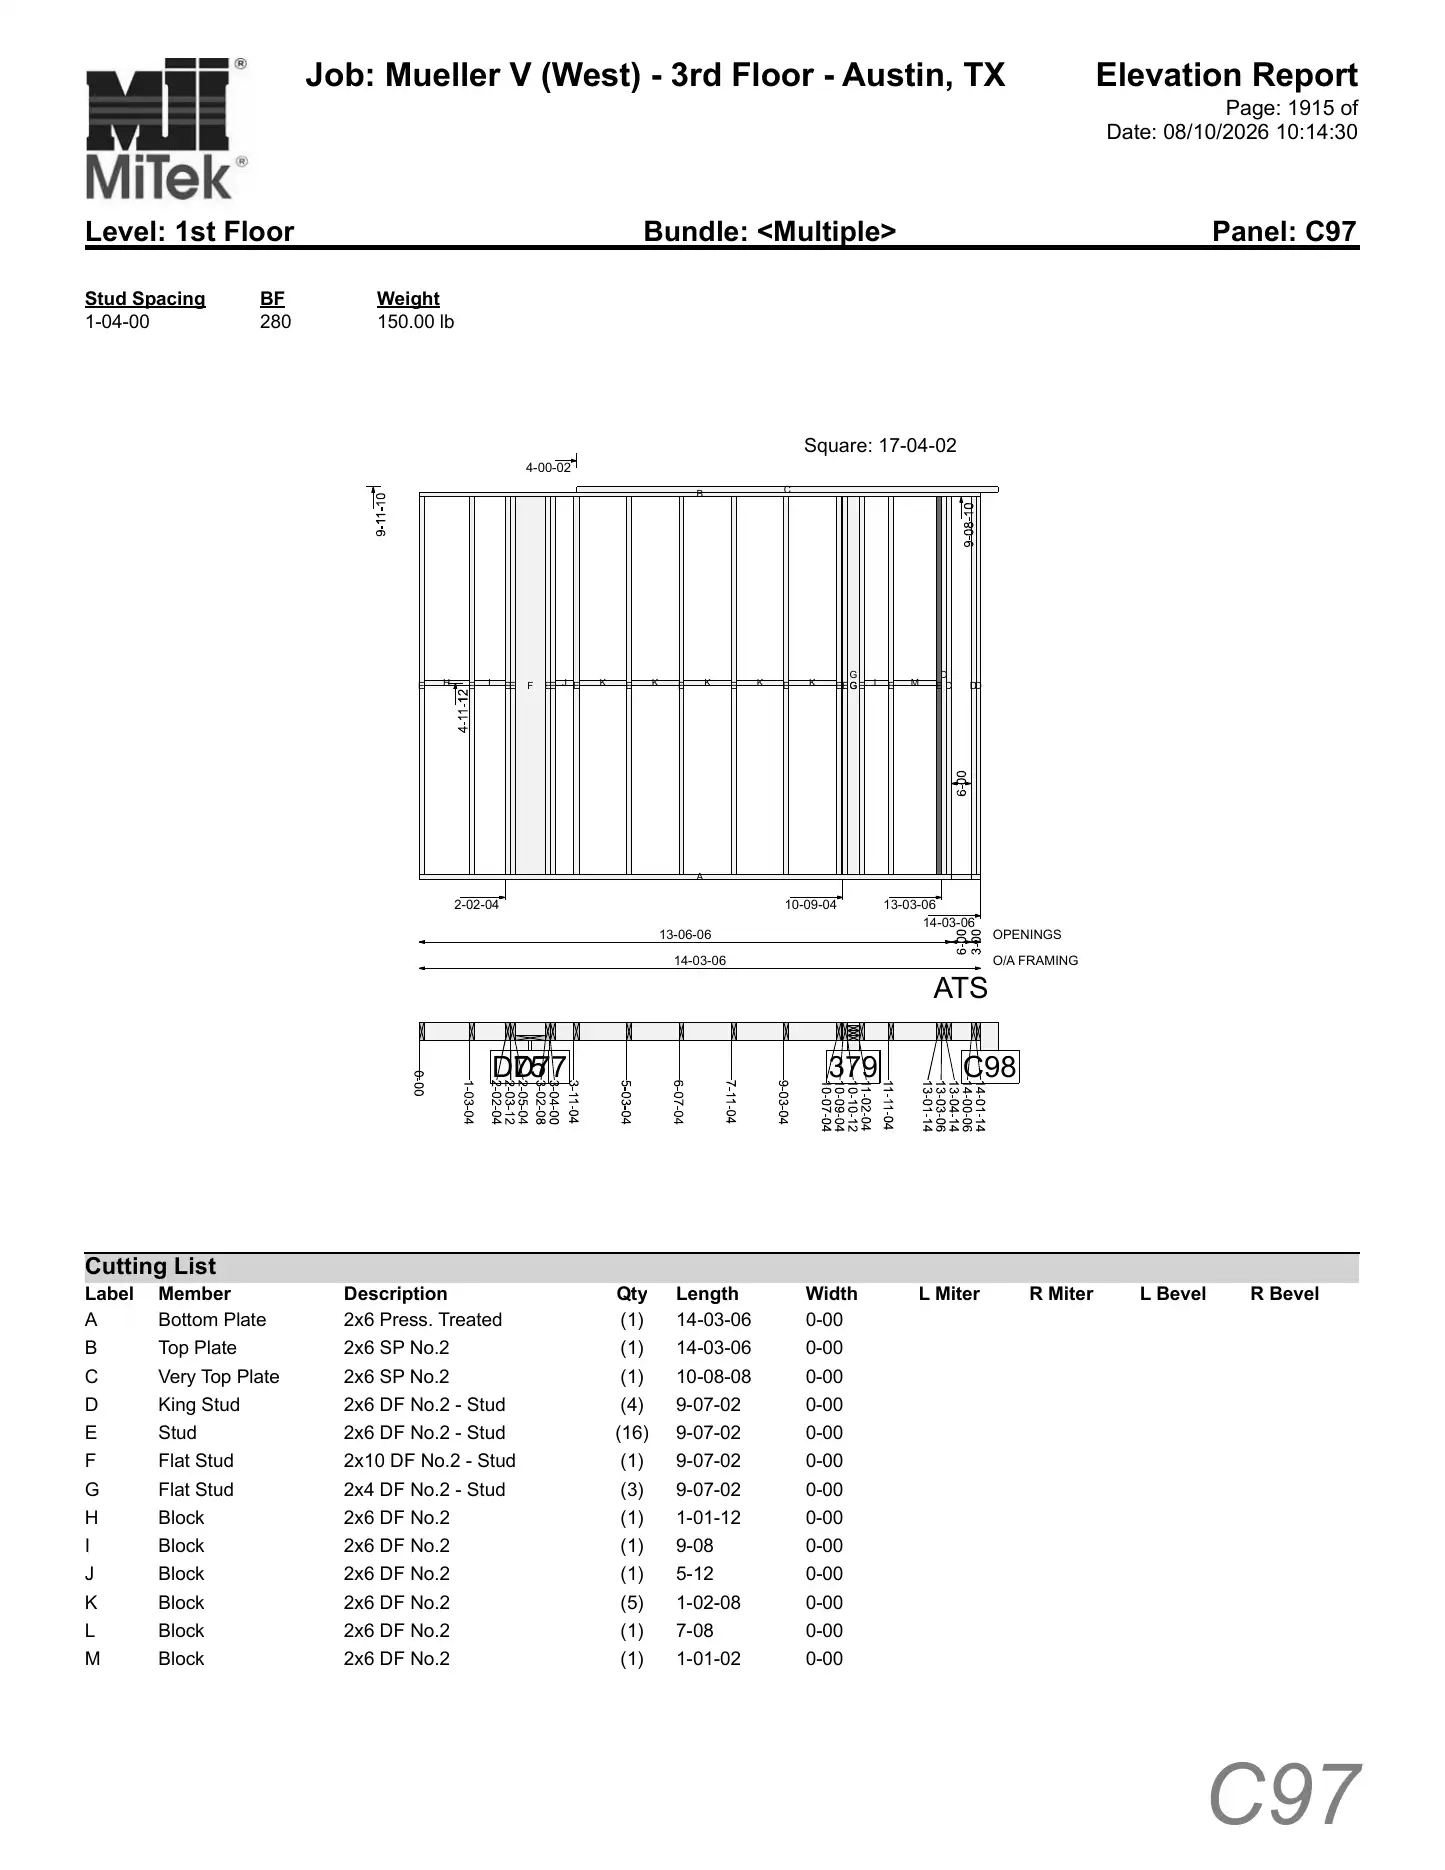 Job: Mueller V (West) - 3rd Floor - Austin, TX
Elevation Report
Page: 1915 of
Date: 08/10/2026 10:14:30
MiTek®
Level: 1st Floor Bundle: <Multiple> Panel: C97
Stud Spacing BF Weight
1-04-00 280 150.00 lb
Square: 17-04-02
4-00-02
B C
9-11-10
9-08-10
G D
H I F J K K K K K G I M D D D
4-11-12
6-00
A
2-02-04 10-09-04 13-03-06
14-03-06
13-06-06 6-00 3-00 OPENINGS
14-03-06 O/A FRAMING
ATS
379 C98
0-00 1-03-04 2-02-04 2-03-12 2-05-04 3-02-08 3-04-00 3-11-04 5-03-04 6-07-04 7-11-04 9-03-04 10-07-04 10-09-04 10-10-12 11-02-04 11-11-04 13-01-14 13-03-06 13-04-14 14-00-06 14-01-14
Cutting List
Label Member Description Qty Length Width L Miter R Miter L Bevel R Bevel
A Bottom Plate 2x6 Press. Treated (1) 14-03-06 0-00
B Top Plate 2x6 SP No.2 (1) 14-03-06 0-00
C Very Top Plate 2x6 SP No.2 (1) 10-08-08 0-00
D King Stud 2x6 DF No.2 - Stud (4) 9-07-02 0-00
E Stud 2x6 DF No.2 - Stud (16) 9-07-02 0-00
F Flat Stud 2x10 DF No.2 - Stud (1) 9-07-02 0-00
G Flat Stud 2x4 DF No.2 - Stud (3) 9-07-02 0-00
H Block 2x6 DF No.2 (1) 1-01-12 0-00
I Block 2x6 DF No.2 (1) 9-08 0-00
J Block 2x6 DF No.2 (1) 5-12 0-00
K Block 2x6 DF No.2 (5) 1-02-08 0-00
L Block 2x6 DF No.2 (1) 7-08 0-00
M Block 2x6 DF No.2 (1) 1-01-02 0-00
C97